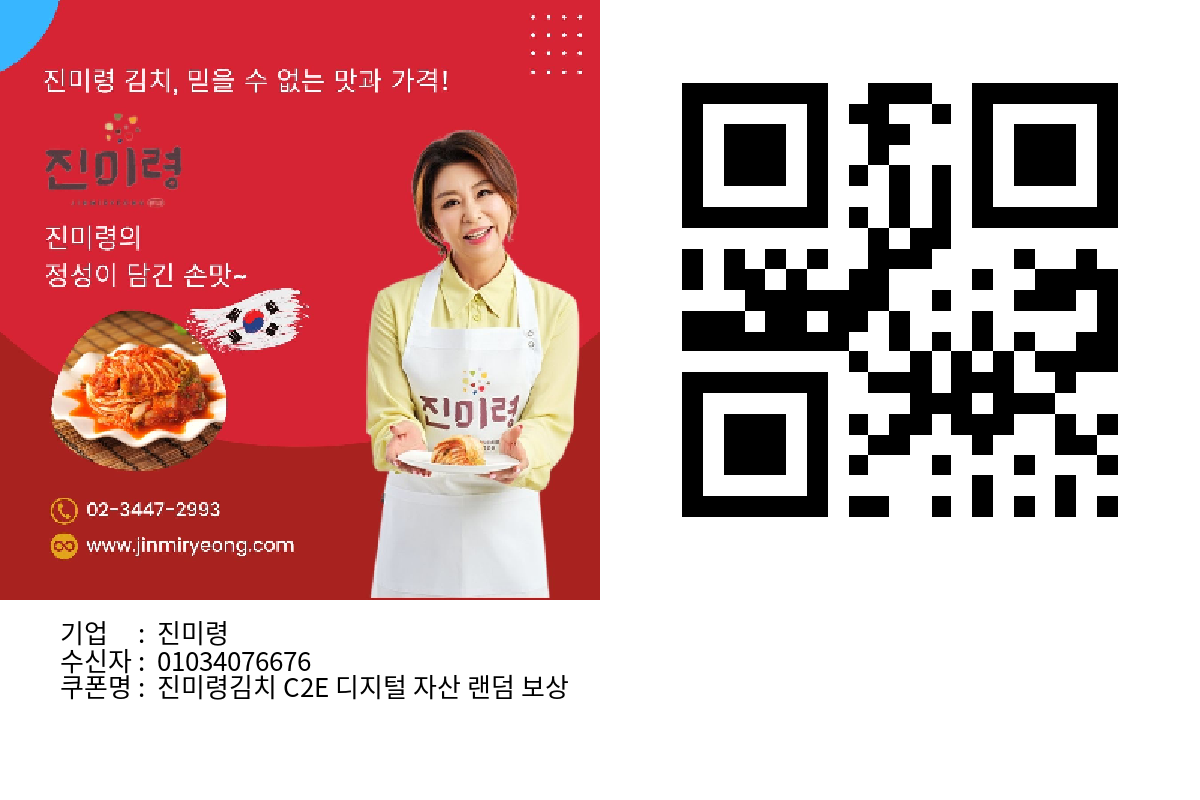 진미령 김치, 믿을 수 없는 맛과 가격!
진미령
진미령의
정성이 담긴 손맛~
진미령
02-3447-2993
www.jinmiryeong.com
기업 : 진미령
수신자 : 01034076676
쿠폰명 : 진미령김치 C2E 디지털 자산 랜덤 보상